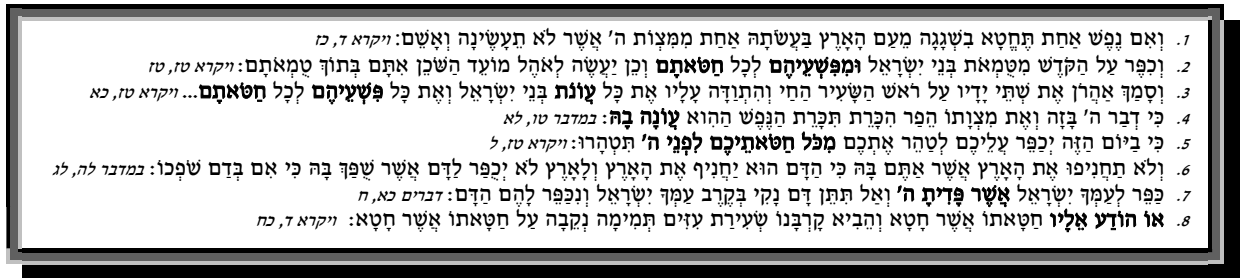 1. וְאִם נֶפֶשׁ אַחַת תֶּחֱטָא בִשְׁגָגָה מֵעַם הָאָרֶץ בַּעֲשֹׂתָהּ אַחַת מִמִּצְוֹת ה' אֲשֶׁר לֹא תֵעָשֶׂינָה וְאָשֵׁם: ויקרא ד, כז
2. וְכִפֶּר עַל הַקֹּדֶשׁ מִטֻּמְאֹת בְּנֵי יִשְׂרָאֵל וּמִפִּשְׁעֵיהֶם לְכָל חַטֹּאתָם וְכֵן יַעֲשֶׂה לְאֹהֶל מוֹעֵד הַשֹּׁכֵן אִתָּם בְּתוֹךְ טֻמְאֹתָם: ויקרא טז, טז
3. וְסָמַךְ אַהֲרֹן אֶת שְׁתֵּי יָדָיו עַל רֹאשׁ הַשָּׂעִיר הַחַי וְהִתְוַדָּה עָלָיו אֶת כָּל עֲוֹנֹת בְּנֵי יִשְׂרָאֵל וְאֶת כָּל פִּשְׁעֵיהֶם לְכָל חַטֹּאתָם... ויקרא טז, כא
4. כִּי דְבַר ה' בָּזָה וְאֶת מִצְוָתוֹ הֵפַר הִכָּרֵת תִּכָּרֵת הַנֶּפֶשׁ הַהִוא עֲוֹנָה בָהּ: במדבר טו, לא
5. כִּי בַיּוֹם הַזֶּה יְכַפֵּר עֲלֵיכֶם לְטַהֵר אֶתְכֶם מִכֹּל חַטֹּאתֵיכֶם לִפְנֵי ה' תִּטְהָרוּ: ויקרא טז, ל
6. וְלֹא תַחֲנִיפוּ אֶת הָאָרֶץ אֲשֶׁר אַתֶּם בָּהּ כִּי הַדָּם הוּא יַחֲנִיף אֶת הָאָרֶץ וְלָאָרֶץ לֹא יְכֻפַּר לַדָּם אֲשֶׁר שֻׁפַּךְ בָּהּ כִּי אִם בְּדַם שֹׁפְכוֹ: במדבר לה, לג
7. כַּפֵּר לְעַמְּךָ יִשְׂרָאֵל אֲשֶׁר פָּדִיתָ ה' וְאַל תִּתֵּן דָּם נָקִי בְּקֶרֶב עַמְּךָ יִשְׂרָאֵל וְנִכַּפֵּר לָהֶם הַדָּם: דברים כא, ח
8. אוֹ הוֹדַע אֵלָיו חַטָּאתוֹ אֲשֶׁר חָטָא וְהֵבִיא קָרְבָּנוֹ שְׂעִירַת עִזִּים תְּמִימָה נְקֵבָה עַל חַטָּאתוֹ אֲשֶׁר חָטָא: ויקרא ד, כח